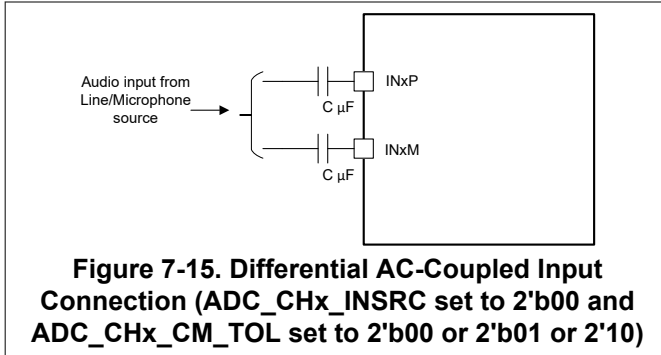 Audio input from
Line/Microphone
source
INxP
C µF
INxM
C µF
Figure 7-15. Differential AC-Coupled Input
Connection (ADC_CHx_INSRC set to 2'b00 and
ADC_CHx_CM_TOL set to 2'b00 or 2'b01 or 2'10)